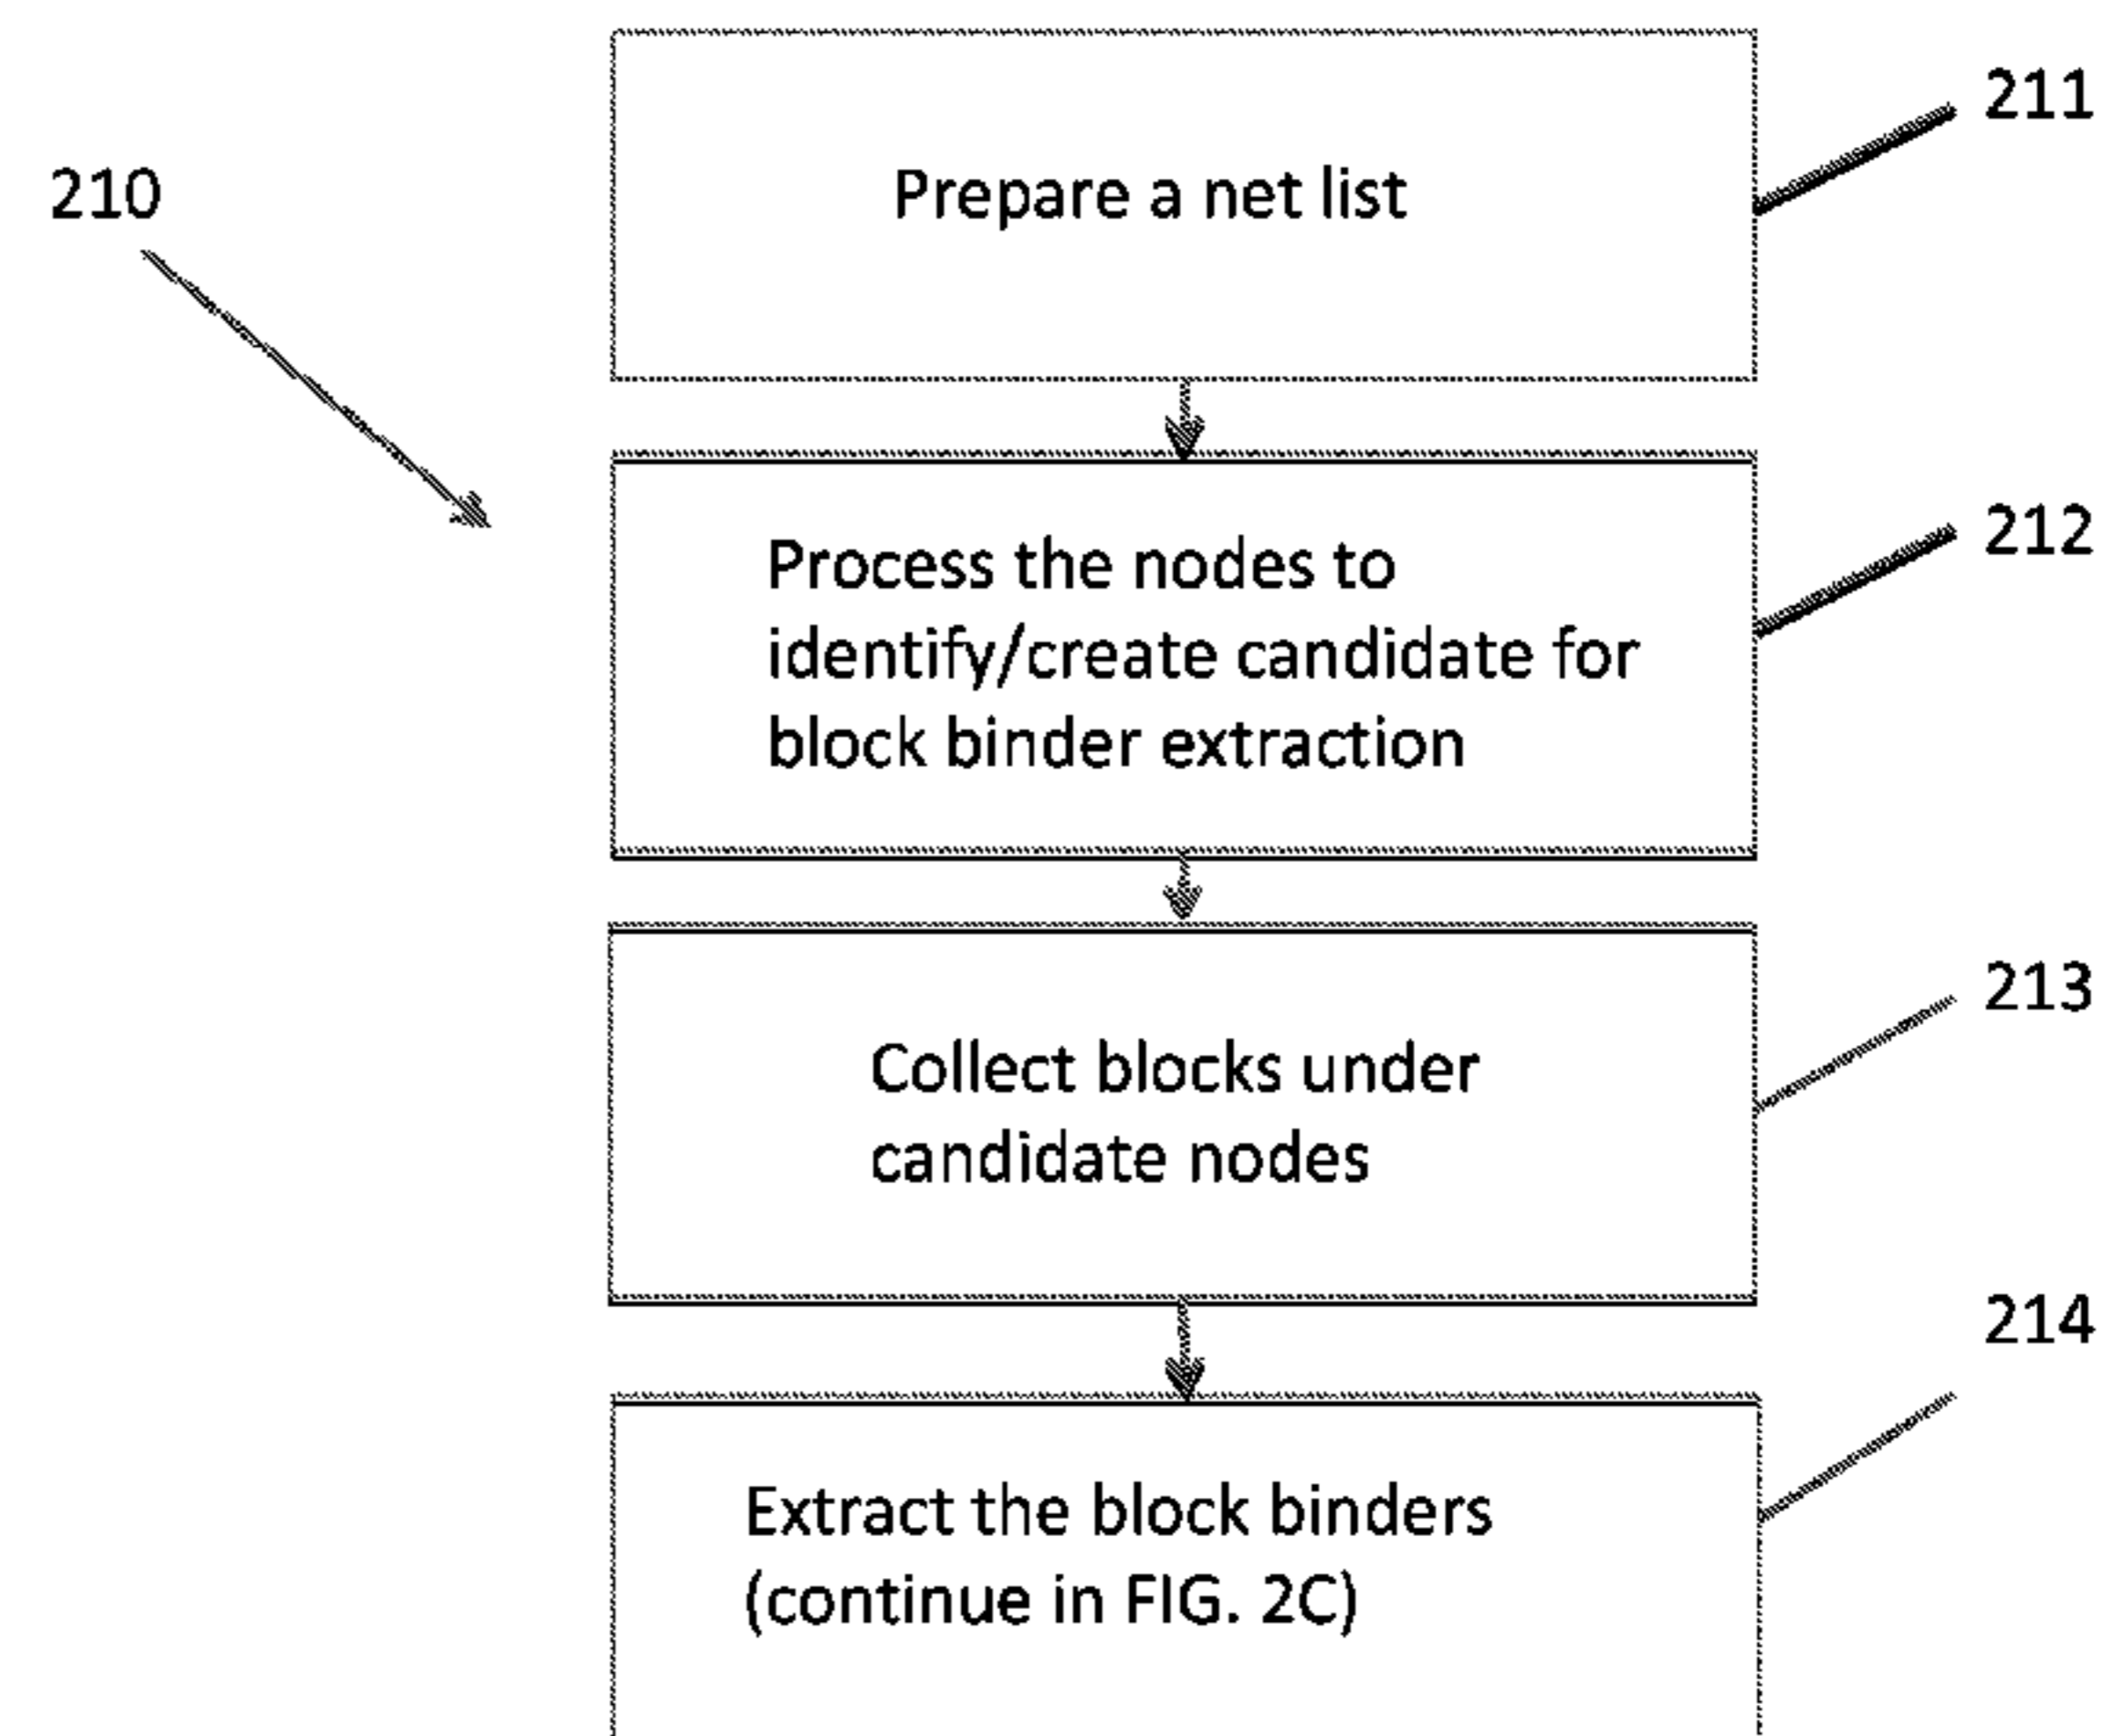 211
210
Prepare a net list
212
Process the nodes to
identify/create candidate for
block binder extraction
213
Collect blocks under
candidate nodes
214
Extract the block binders
(continue in FIG. 2C)